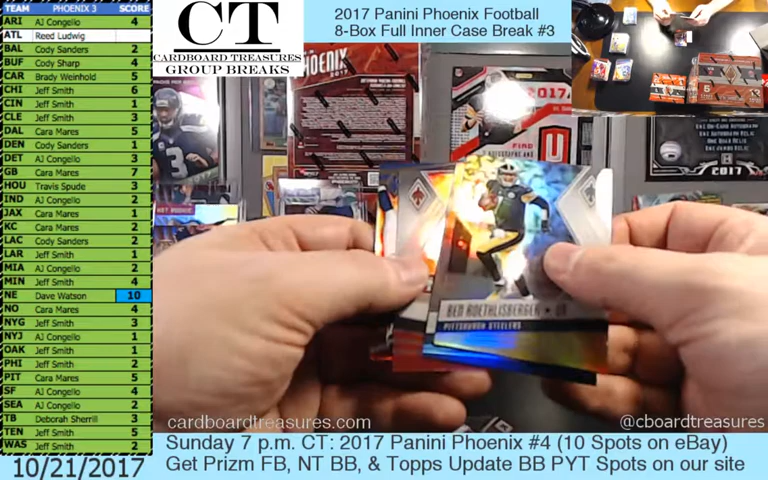 TEAM PHOENIX 3 SCORE
ARI AJ Congello 4
ATL Reed Ludwig
BAL Cody Sanders 2
BUF Cody Sharp 4
CAR Brady Weinhold 5
CHI Jeff Smith 6
CIN Jeff Smith 1
CLE Jeff Smith 3
DAL Cara Mares 5
DEN Cody Sanders 1
DET AJ Congello 3
GB Cara Mares 7
HOU Travis Spude 3
IND AJ Congello 2
JAX Cara Mares 1
KC Cara Mares 2
LAC Cody Sanders 2
LAR Jeff Smith 1
MIA AJ Congello 2
MIN Jeff Smith 4
NE Dave Watson 10
NO Cara Mares 4
NYG Jeff Smith 3
NYJ AJ Congello 1
OAK Jeff Smith 1
PHI Jeff Smith 2
PIT Cara Mares 5
SF AJ Congello 4
SEA AJ Congello 2
TB Deborah Sherrill 3
TEN Jeff Smith 5
WAS Jeff Smith 2
10/21/2017
CT
CARDBOARD TREASURES
GROUP BREAKS
2017 Panini Phoenix Football
8-Box Full Inner Case Break #3
PHOENIX
2017
2017
FIND
2017
BEN ROETHLISBERGER • QB
PITTSBURGH STEELERS
cardboardtreasures.com
@cboardtreasures
Sunday 7 p.m. CT: 2017 Panini Phoenix #4 (10 Spots on eBay)
Get Prizm FB, NT BB, & Topps Update BB PYT Spots on our site